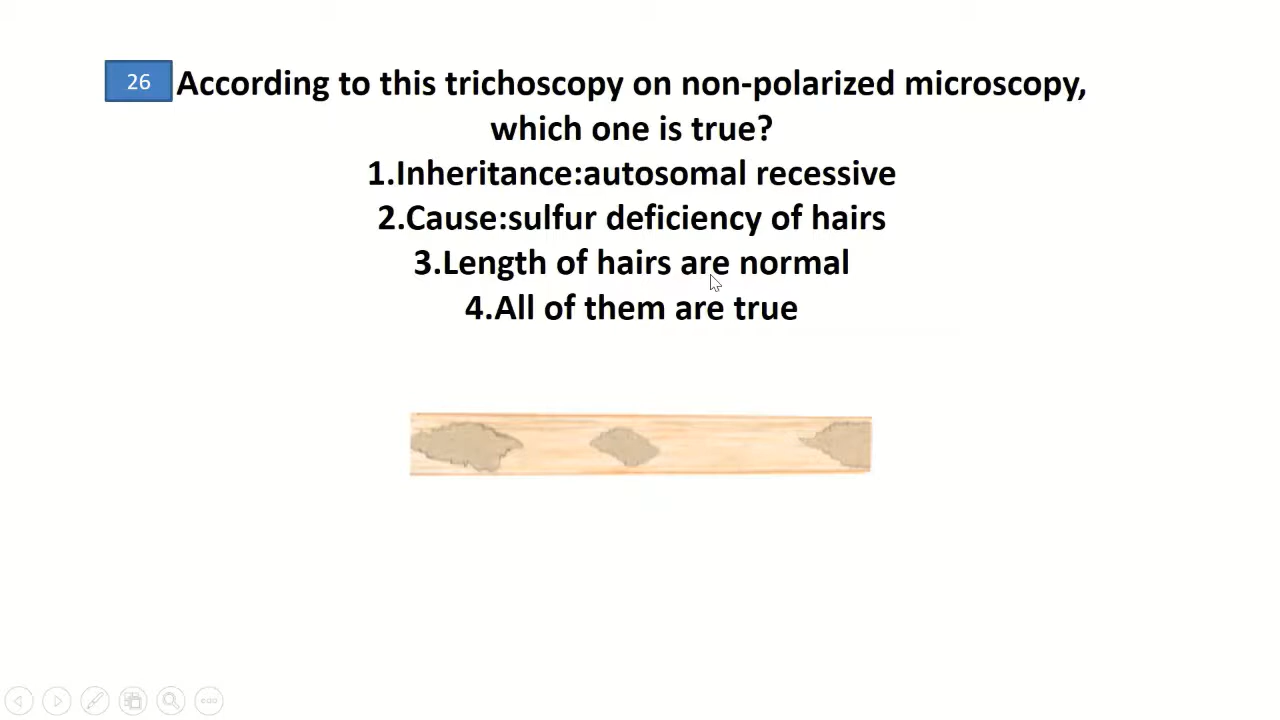 26 According to this trichoscopy on non-polarized microscopy,
which one is true?
1.Inheritance:autosomal recessive
2.Cause:sulfur deficiency of hairs
3.Length of hairs are normal
4.All of them are true